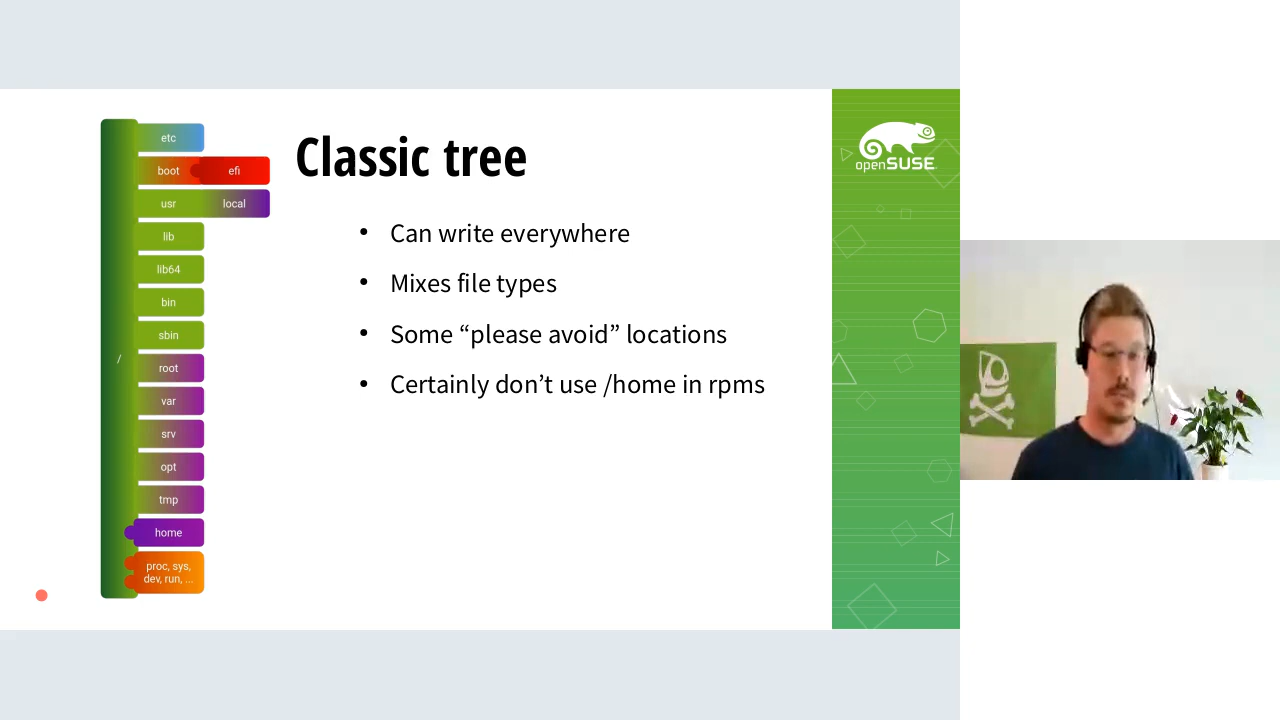 Classic tree
• Can write everywhere
• Mixes file types
• Some “please avoid” locations
• Certainly don’t use /home in rpms
/
etc
boot efi
usr local
lib
lib64
bin
sbin
root
var
srv
opt
tmp
home
proc, sys,
dev, run, ...
openSUSE